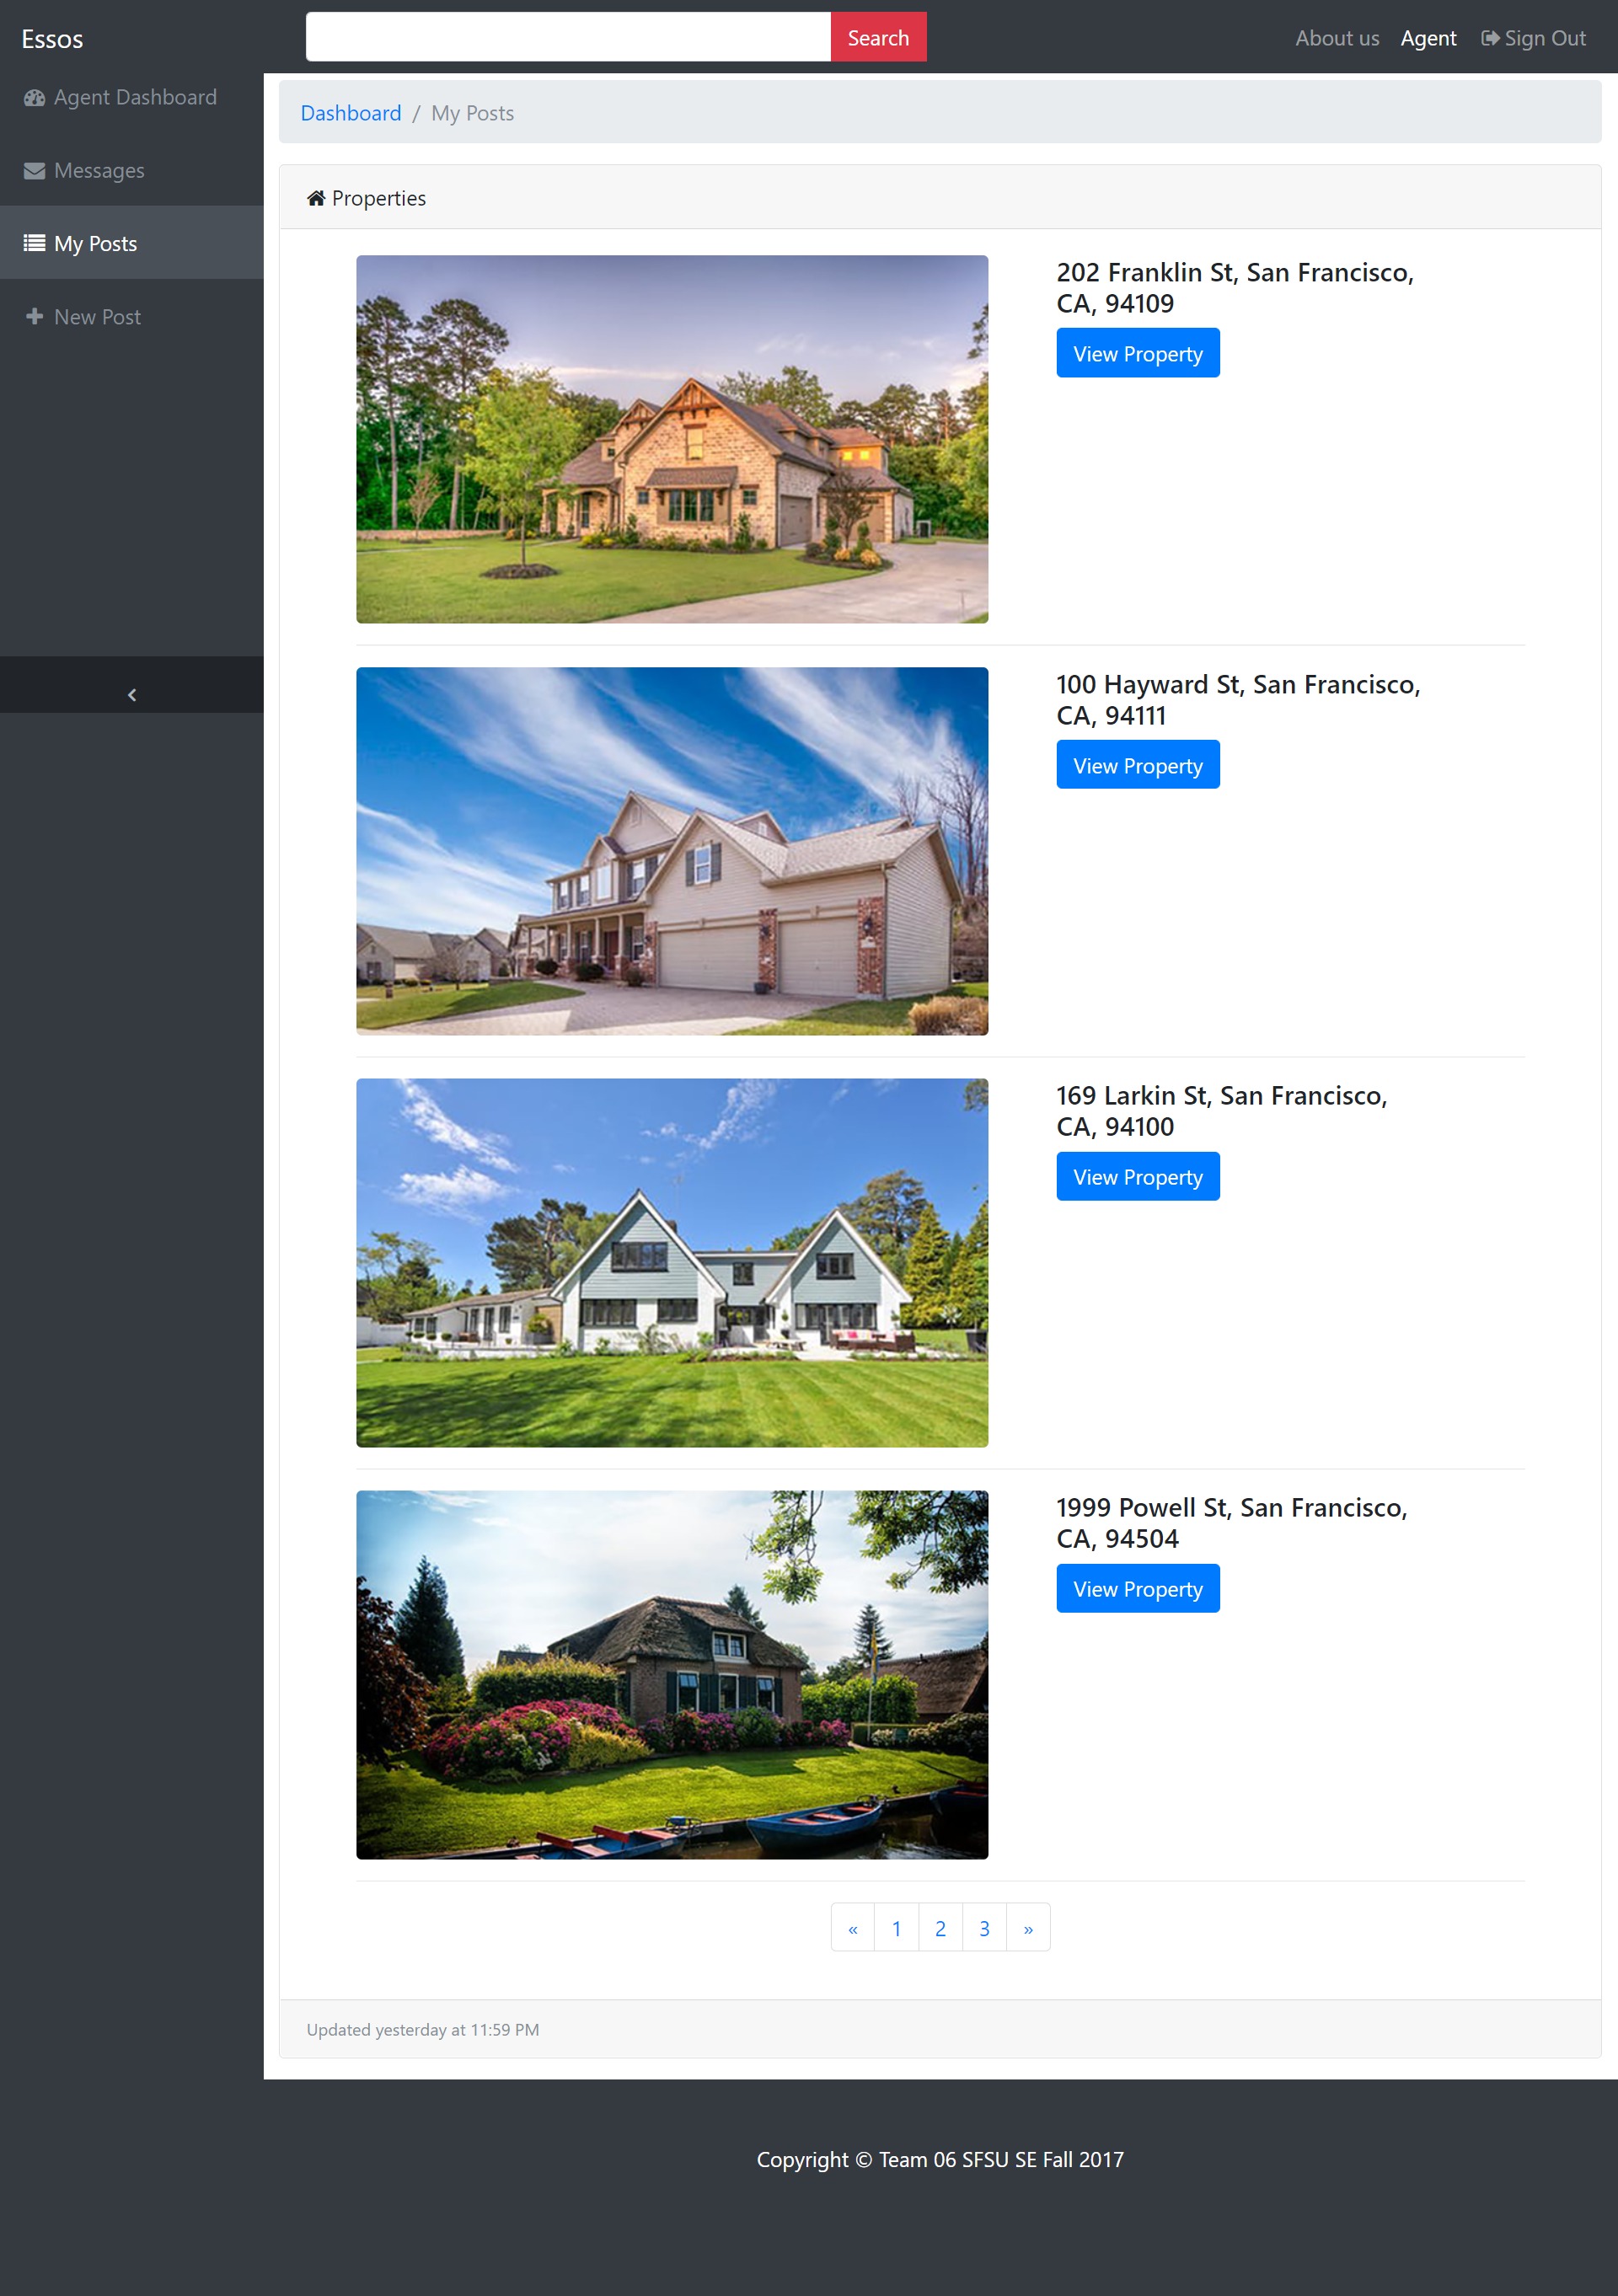 Essos
Search
About us
Agent
Sign Out
Agent Dashboard
Messages
My Posts
New Post
Dashboard / My Posts
Properties
202 Franklin St, San Francisco,
CA, 94109
View Property
100 Hayward St, San Francisco,
CA, 94111
View Property
169 Larkin St, San Francisco,
CA, 94100
View Property
1999 Powell St, San Francisco,
CA, 94504
View Property
« 1 2 3 »
Updated yesterday at 11:59 PM
Copyright © Team 06 SFSU SE Fall 2017